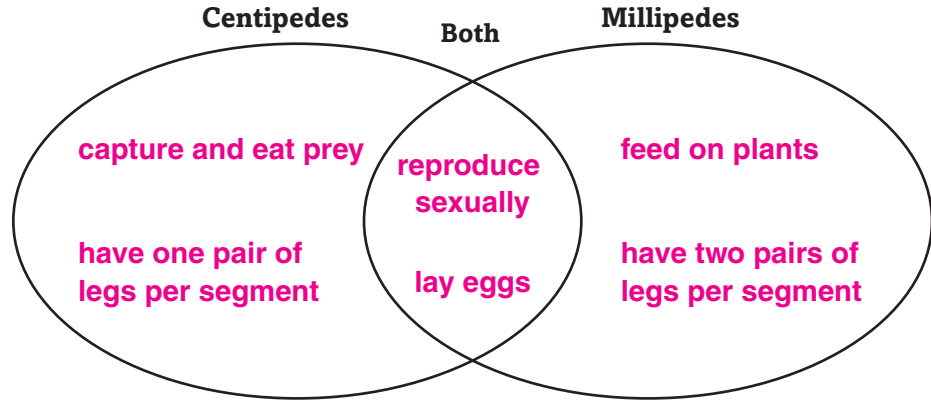 Centipedes
Both
Millipedes
capture and eat prey
have one pair of
legs per segment
reproduce
sexually
lay eggs
feed on plants
have two pairs of
legs per segment